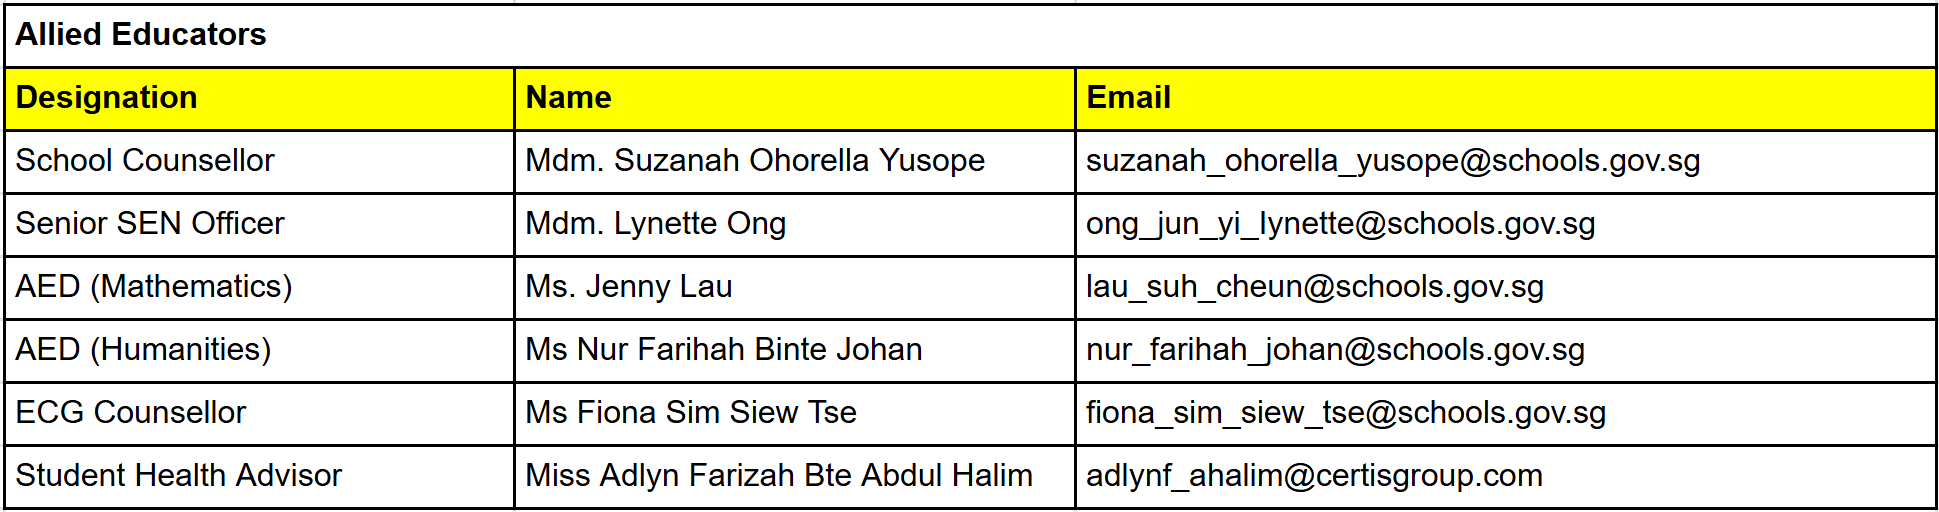 Allied Educators
Designation Name Email
School Counsellor Mdm. Suzanah Ohorella Yusope suzanah_ohorella_yusope@schools.gov.sg
Senior SEN Officer Mdm. Lynette Ong ong_jun_yi_lynette@schools.gov.sg
AED (Mathematics) Ms. Jenny Lau lau_suh_cheun@schools.gov.sg
AED (Humanities) Ms Nur Farihah Binte Johan nur_farihah_johan@schools.gov.sg
ECG Counsellor Ms Fiona Sim Siew Tse fiona_sim_siew_tse@schools.gov.sg
Student Health Advisor Miss Adlyn Farizah Bte Abdul Halim adlynf_ahalim@certisgroup.com